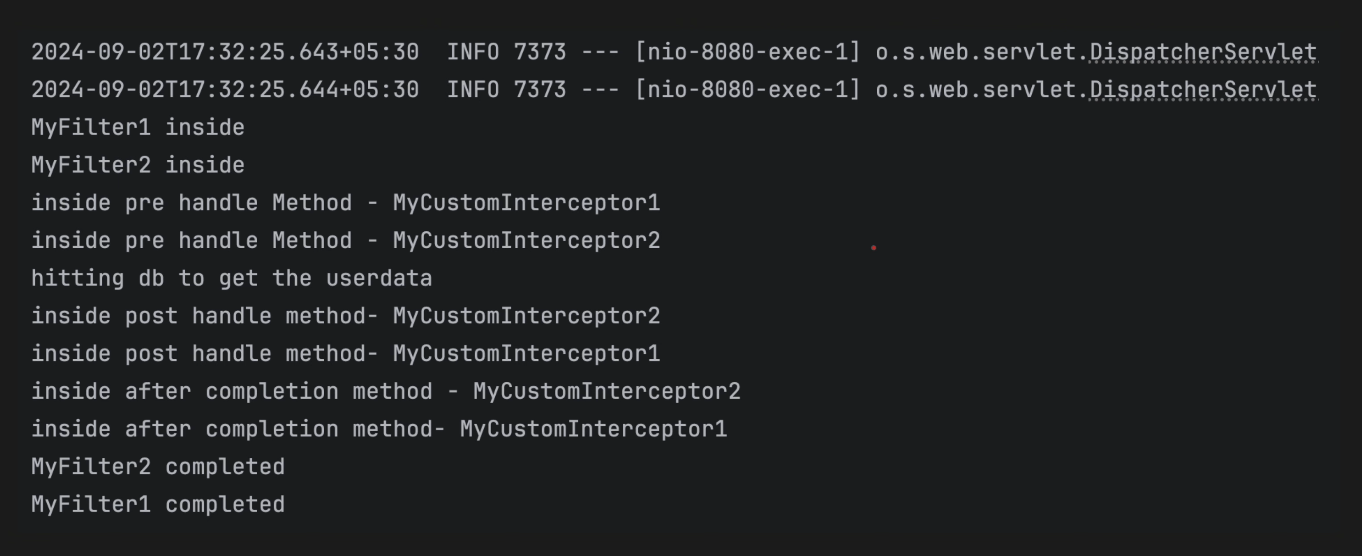 2024-09-02T17:32:25.643+05:30  INFO 7373 --- [nio-8080-exec-1] o.s.web.servlet.DispatcherServlet
2024-09-02T17:32:25.644+05:30  INFO 7373 --- [nio-8080-exec-1] o.s.web.servlet.DispatcherServlet
MyFilter1 inside
MyFilter2 inside
inside pre handle Method - MyCustomInterceptor1
inside pre handle Method - MyCustomInterceptor2
hitting db to get the userdata
inside post handle method- MyCustomInterceptor2
inside post handle method- MyCustomInterceptor1
inside after completion method - MyCustomInterceptor2
inside after completion method- MyCustomInterceptor1
MyFilter2 completed
MyFilter1 completed